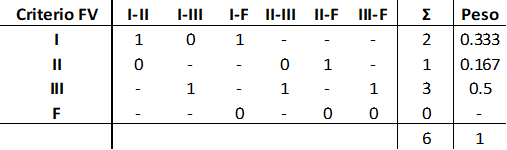 Criterio FV I-II I-III I-F II-III II-F III-F Σ Peso
I 1 0 1 - - - 2 0.333
II 0 - - 0 1 - 1 0.167
III - 1 - 1 - 1 3 0.5
F - - 0 - 0 0 0 -
6 1